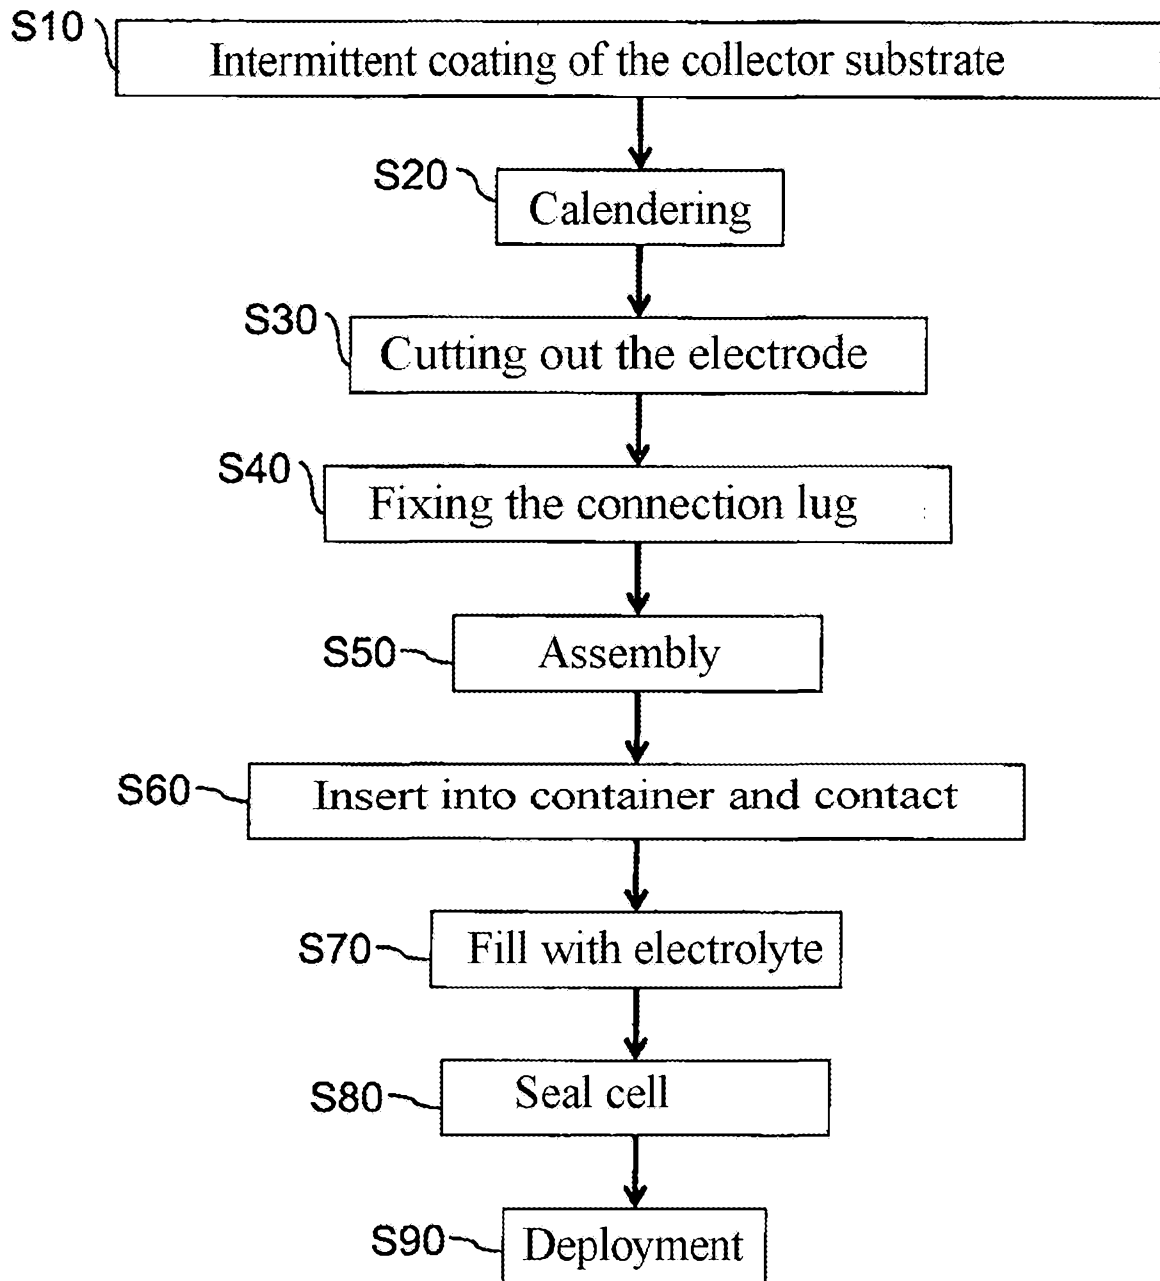 S10
Intermittent coating of the collector substrate
S20
Calendering
S30
Cutting out the electrode
S40
Fixing the connection lug
S50
Assembly
S60
Insert into container and contact
S70
Fill with electrolyte
S80
Seal cell
S90
Deployment